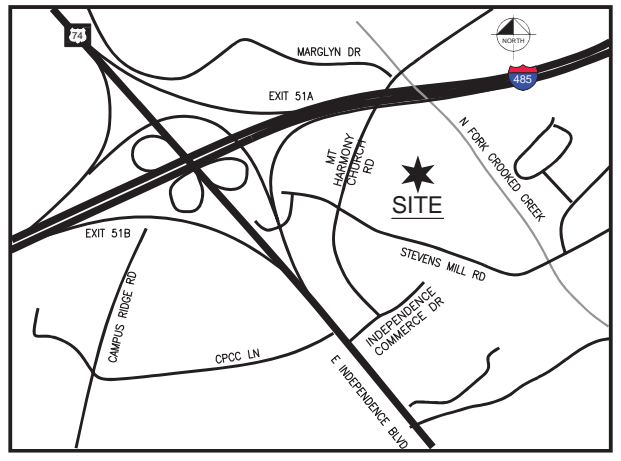 74
NORTH
MARGLYN DR
485
EXIT 51A
N FORK CROOKED CREEK
MT
HARMONY
CHURCH
RD
SITE
EXIT 51B
STEVENS MILL RD
CAMPUS RIDGE RD
INDEPENDENCE
COMMERCE DR
CPCC LN
E INDEPENDENCE BLVD